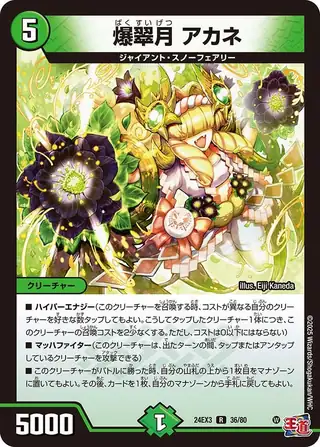 5
ばくすいげつ
爆翠月 アカネ
ジャイアント・スノーフェアリー
Illus. Eiji Kaneda
クリーチャー
■ハイパーエナジー(このクリーチャーを召喚する時、コストが異なる自分のクリー
チャーを好きな数タップしてもよい。こうしてタップしたクリーチャー1体につき、こ
のクリーチャーの召喚コストを2少なくする。ただし、コストは0以下にはならない)
■マッハファイター(このクリーチャーは、出たターンの間、タップまたはアンタップ
しているクリーチャーを攻撃できる)
■このクリーチャーがバトルに勝った時、自分の山札の上から1枚目をマナゾーン
に置いてもよい。その後、カードを1枚、自分のマナゾーンから手札に戻してもよい。
©2025 Wizards/Shogakukan/WHC
5000
1
24EX3 R 36/80
W
王道